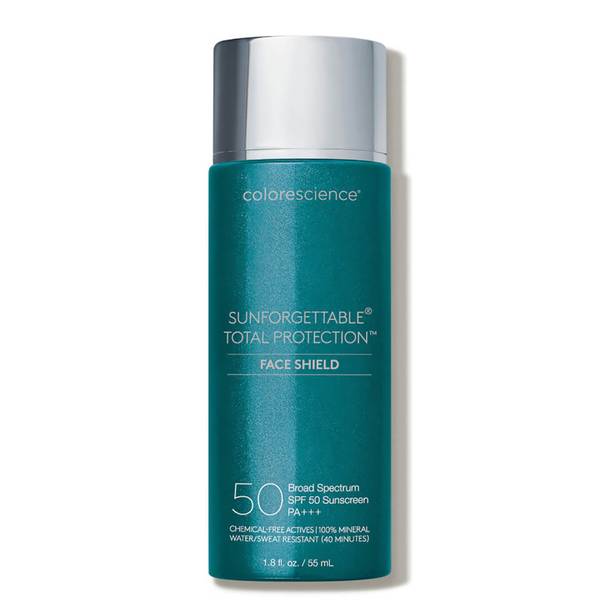 colorescience®
SUNFORGETTABLE®
TOTAL PROTECTION™
FACE SHIELD
50
Broad Spectrum
SPF 50 Sunscreen
PA+++
CHEMICAL-FREE ACTIVES | 100% MINERAL
WATER/SWEAT RESISTANT (40 MINUTES)
1.8 fl. oz. / 55 mL